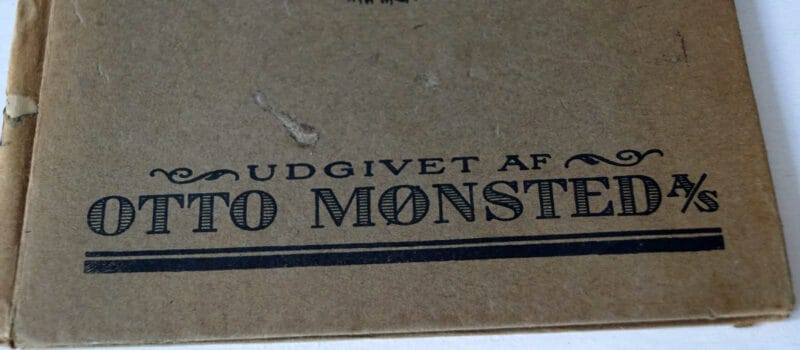 UDGIVET AF
OTTO MØNSTED A/S